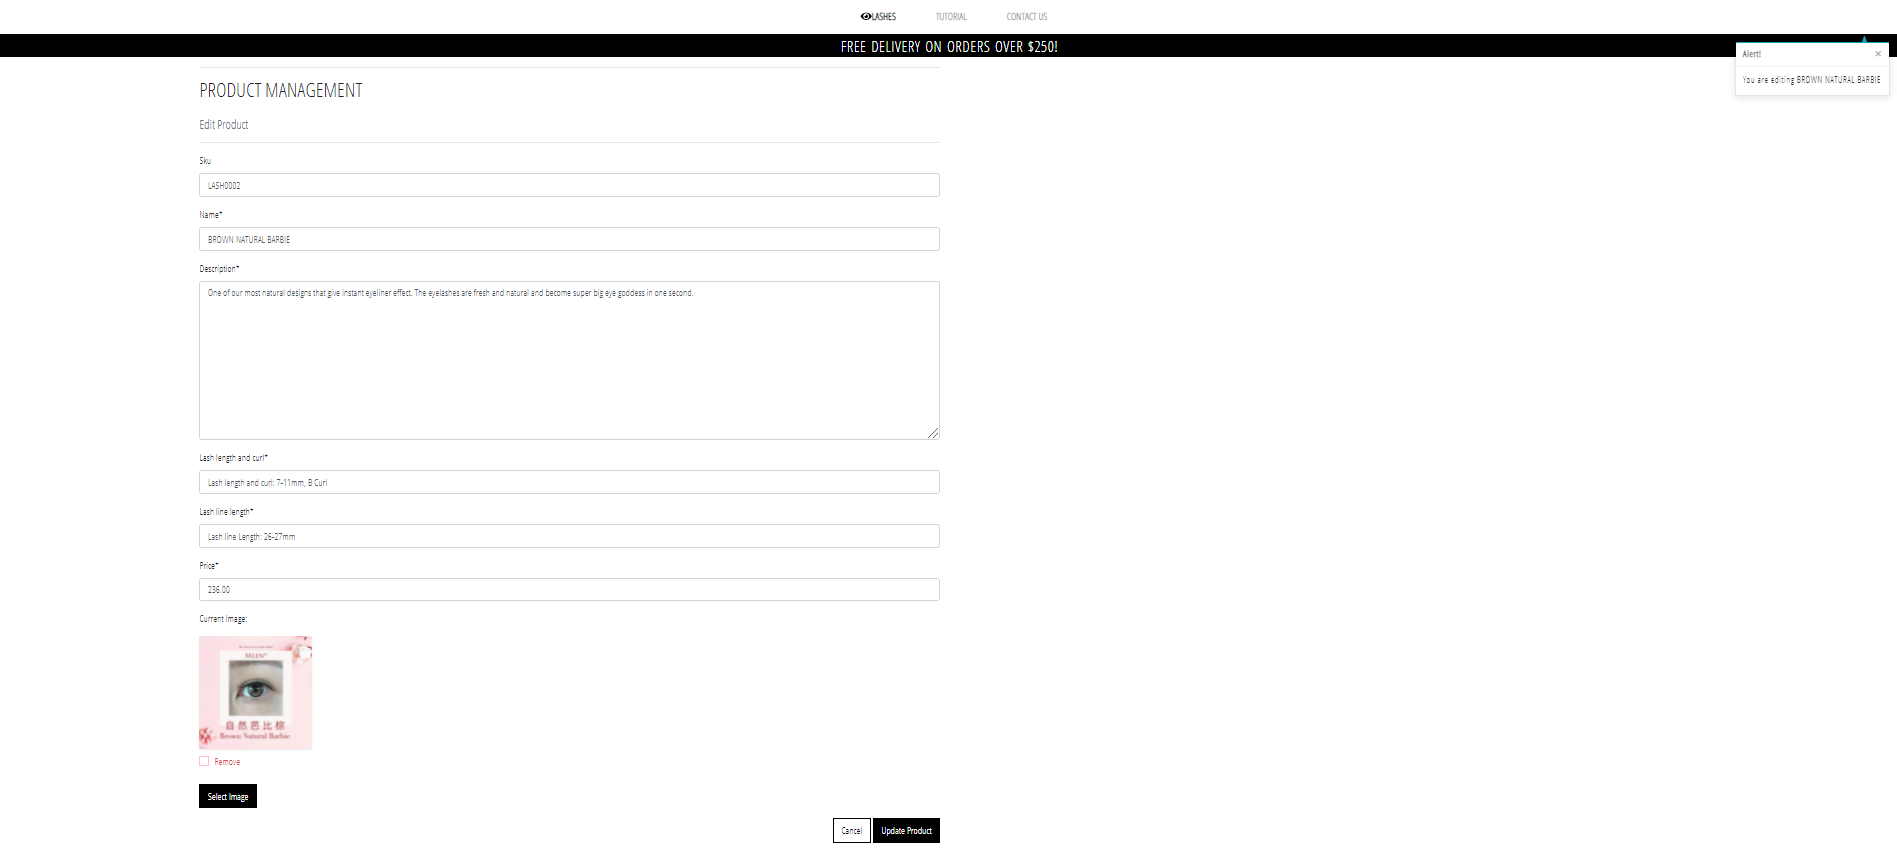 LASHES TUTORIAL CONTACT US
FREE DELIVERY ON ORDERS OVER $250!
Alert! ×
You are editing BROWN NATURAL BARBIE
PRODUCT MANAGEMENT
Edit Product
Sku
LASH0002
Name*
BROWN NATURAL BARBIE
Description*
One of our most natural designs that give instant eyeliner effect. The eyelashes are fresh and natural and become super big eye goddess in one second.
Lash length and curl*
Lash length and curl: 7-11mm, B Curl
Lash line length*
Lash line Length: 26-27mm
Price*
236.00
Current Image:
自然芭比棕
Brown Natural Barbie
Remove
Select Image
Cancel Update Product